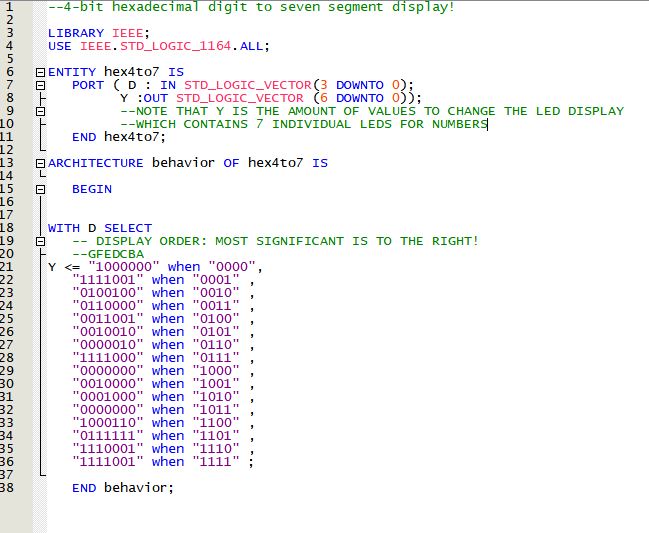 1 --4-bit hexadecimal digit to seven segment display!
2
3 LIBRARY IEEE;
4 USE IEEE.STD_LOGIC_1164.ALL;
5
6 ENTITY hex4to7 IS
7 PORT ( D : IN STD_LOGIC_VECTOR(3 DOWNTO 0);
8 Y :OUT STD_LOGIC_VECTOR (6 DOWNTO 0));
9 --NOTE THAT Y IS THE AMOUNT OF VALUES TO CHANGE THE LED DISPLAY
10 --WHICH CONTAINS 7 INDIVIDUAL LEDS FOR NUMBERS
11 END hex4to7;
12
13 ARCHITECTURE behavior OF hex4to7 IS
14
15 BEGIN
16
17
18 WITH D SELECT
19 -- DISPLAY ORDER: MOST SIGNIFICANT IS TO THE RIGHT!
20 --GFEDCBA
21 Y <= "1000000" when "0000",
22 "1111001" when "0001" ,
23 "0100100" when "0010" ,
24 "0110000" when "0011" ,
25 "0011001" when "0100" ,
26 "0010010" when "0101" ,
27 "0000010" when "0110" ,
28 "1111000" when "0111" ,
29 "0000000" when "1000" ,
30 "0010000" when "1001" ,
31 "0001000" when "1010" ,
32 "0000000" when "1011" ,
33 "1000110" when "1100" ,
34 "0111111" when "1101" ,
35 "1110001" when "1110" ,
36 "1111001" when "1111" ;
37
38 END behavior;